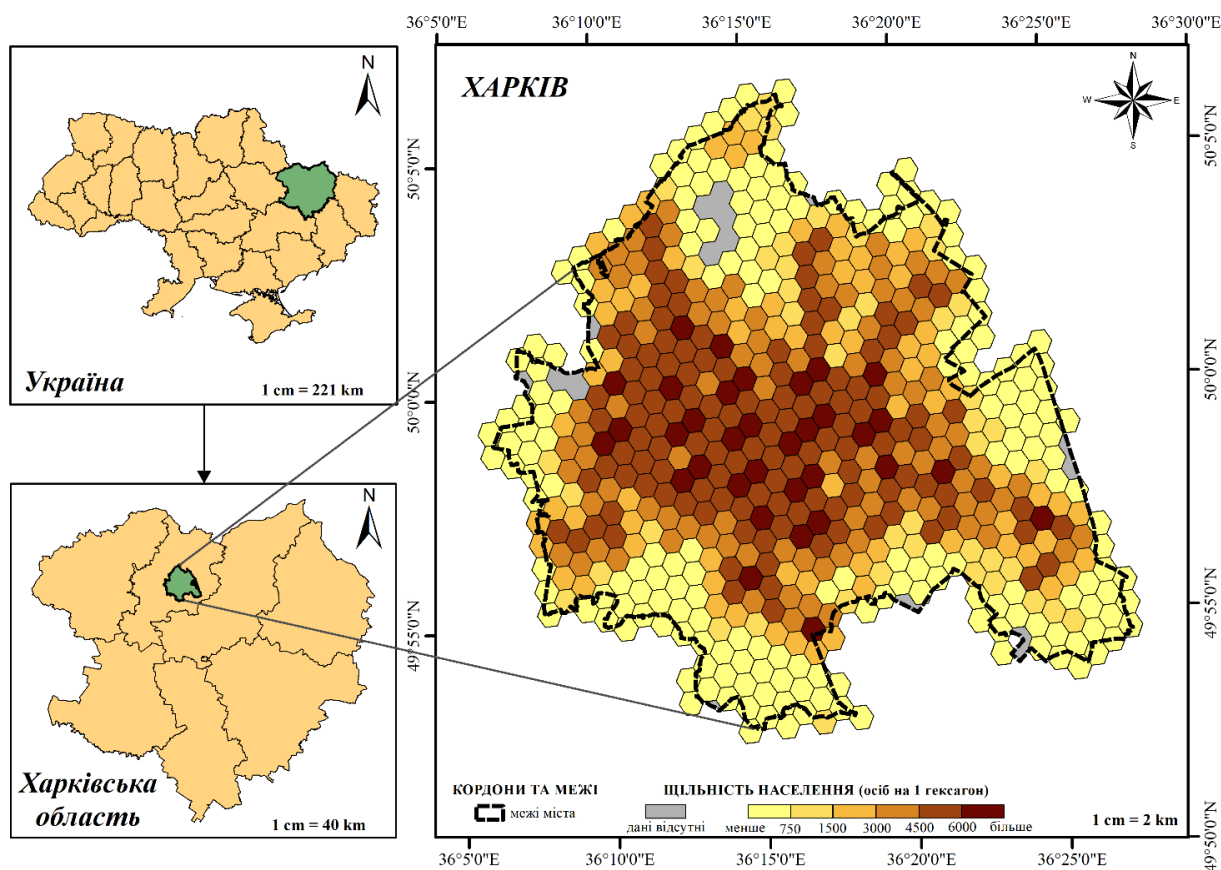 36°5'0"E 36°10'0"E 36°15'0"E 36°20'0"E 36°25'0"E 36°30'0"E
N
Україна
1 cm = 221 km
50°5'0"N
50°0'0"N
49°55'0"N
N
Харківська
область
1 cm = 40 km
ХАРКІВ
N
W E
S
50°5'0"N
50°0'0"N
49°55'0"N
49°50'0"N
КОРДОНИ ТА МЕЖІ
межі міста
ЩІЛЬНІСТЬ НАСЕЛЕННЯ (осіб на 1 гексагон)
дані відсутні менше 750 1500 3000 4500 6000 більше
1 cm = 2 km
36°5'0"E 36°10'0"E 36°15'0"E 36°20'0"E 36°25'0"E